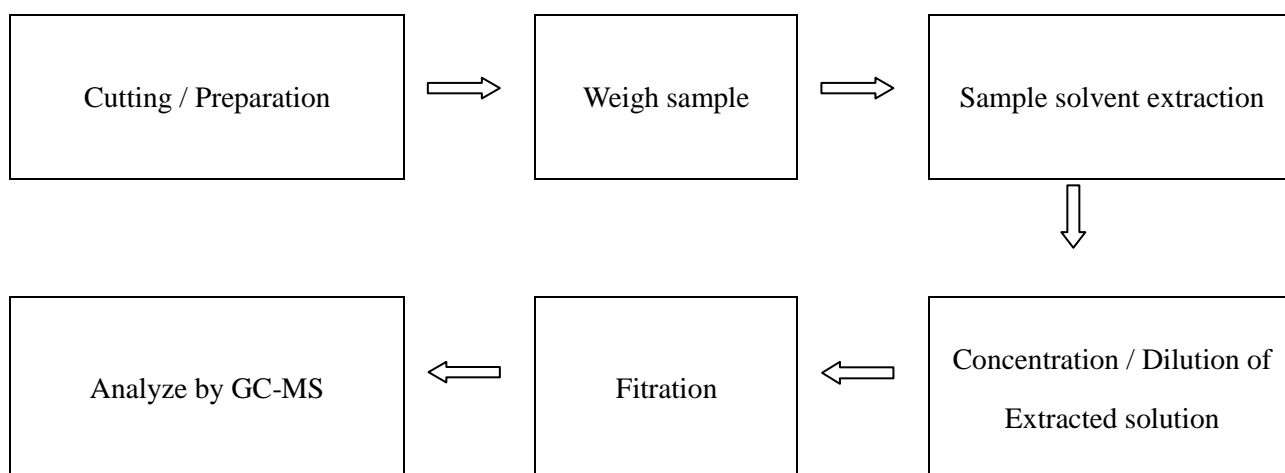 Cutting / Preparation
Weigh sample
Sample solvent extraction
Concentration / Dilution of
Extracted solution
Fitration
Analyze by GC-MS